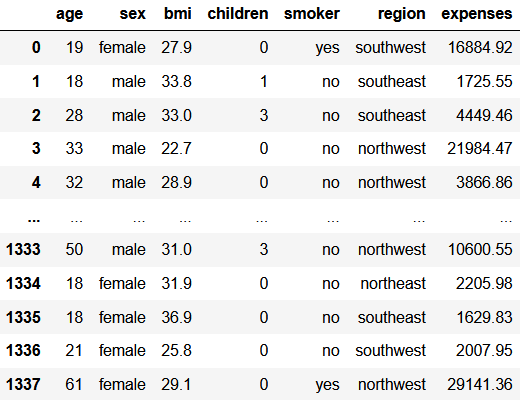 age sex bmi children smoker region expenses
0 19 female 27.9 0 yes southwest 16884.92
1 18 male 33.8 1 no southeast 1725.55
2 28 male 33.0 3 no southeast 4449.46
3 33 male 22.7 0 no northwest 21984.47
4 32 male 28.9 0 no northwest 3866.86
... ... ... ... ... ... ... ...
1333 50 male 31.0 3 no northwest 10600.55
1334 18 female 31.9 0 no northeast 2205.98
1335 18 female 36.9 0 no southeast 1629.83
1336 21 female 25.8 0 no southwest 2007.95
1337 61 female 29.1 0 yes northwest 29141.36